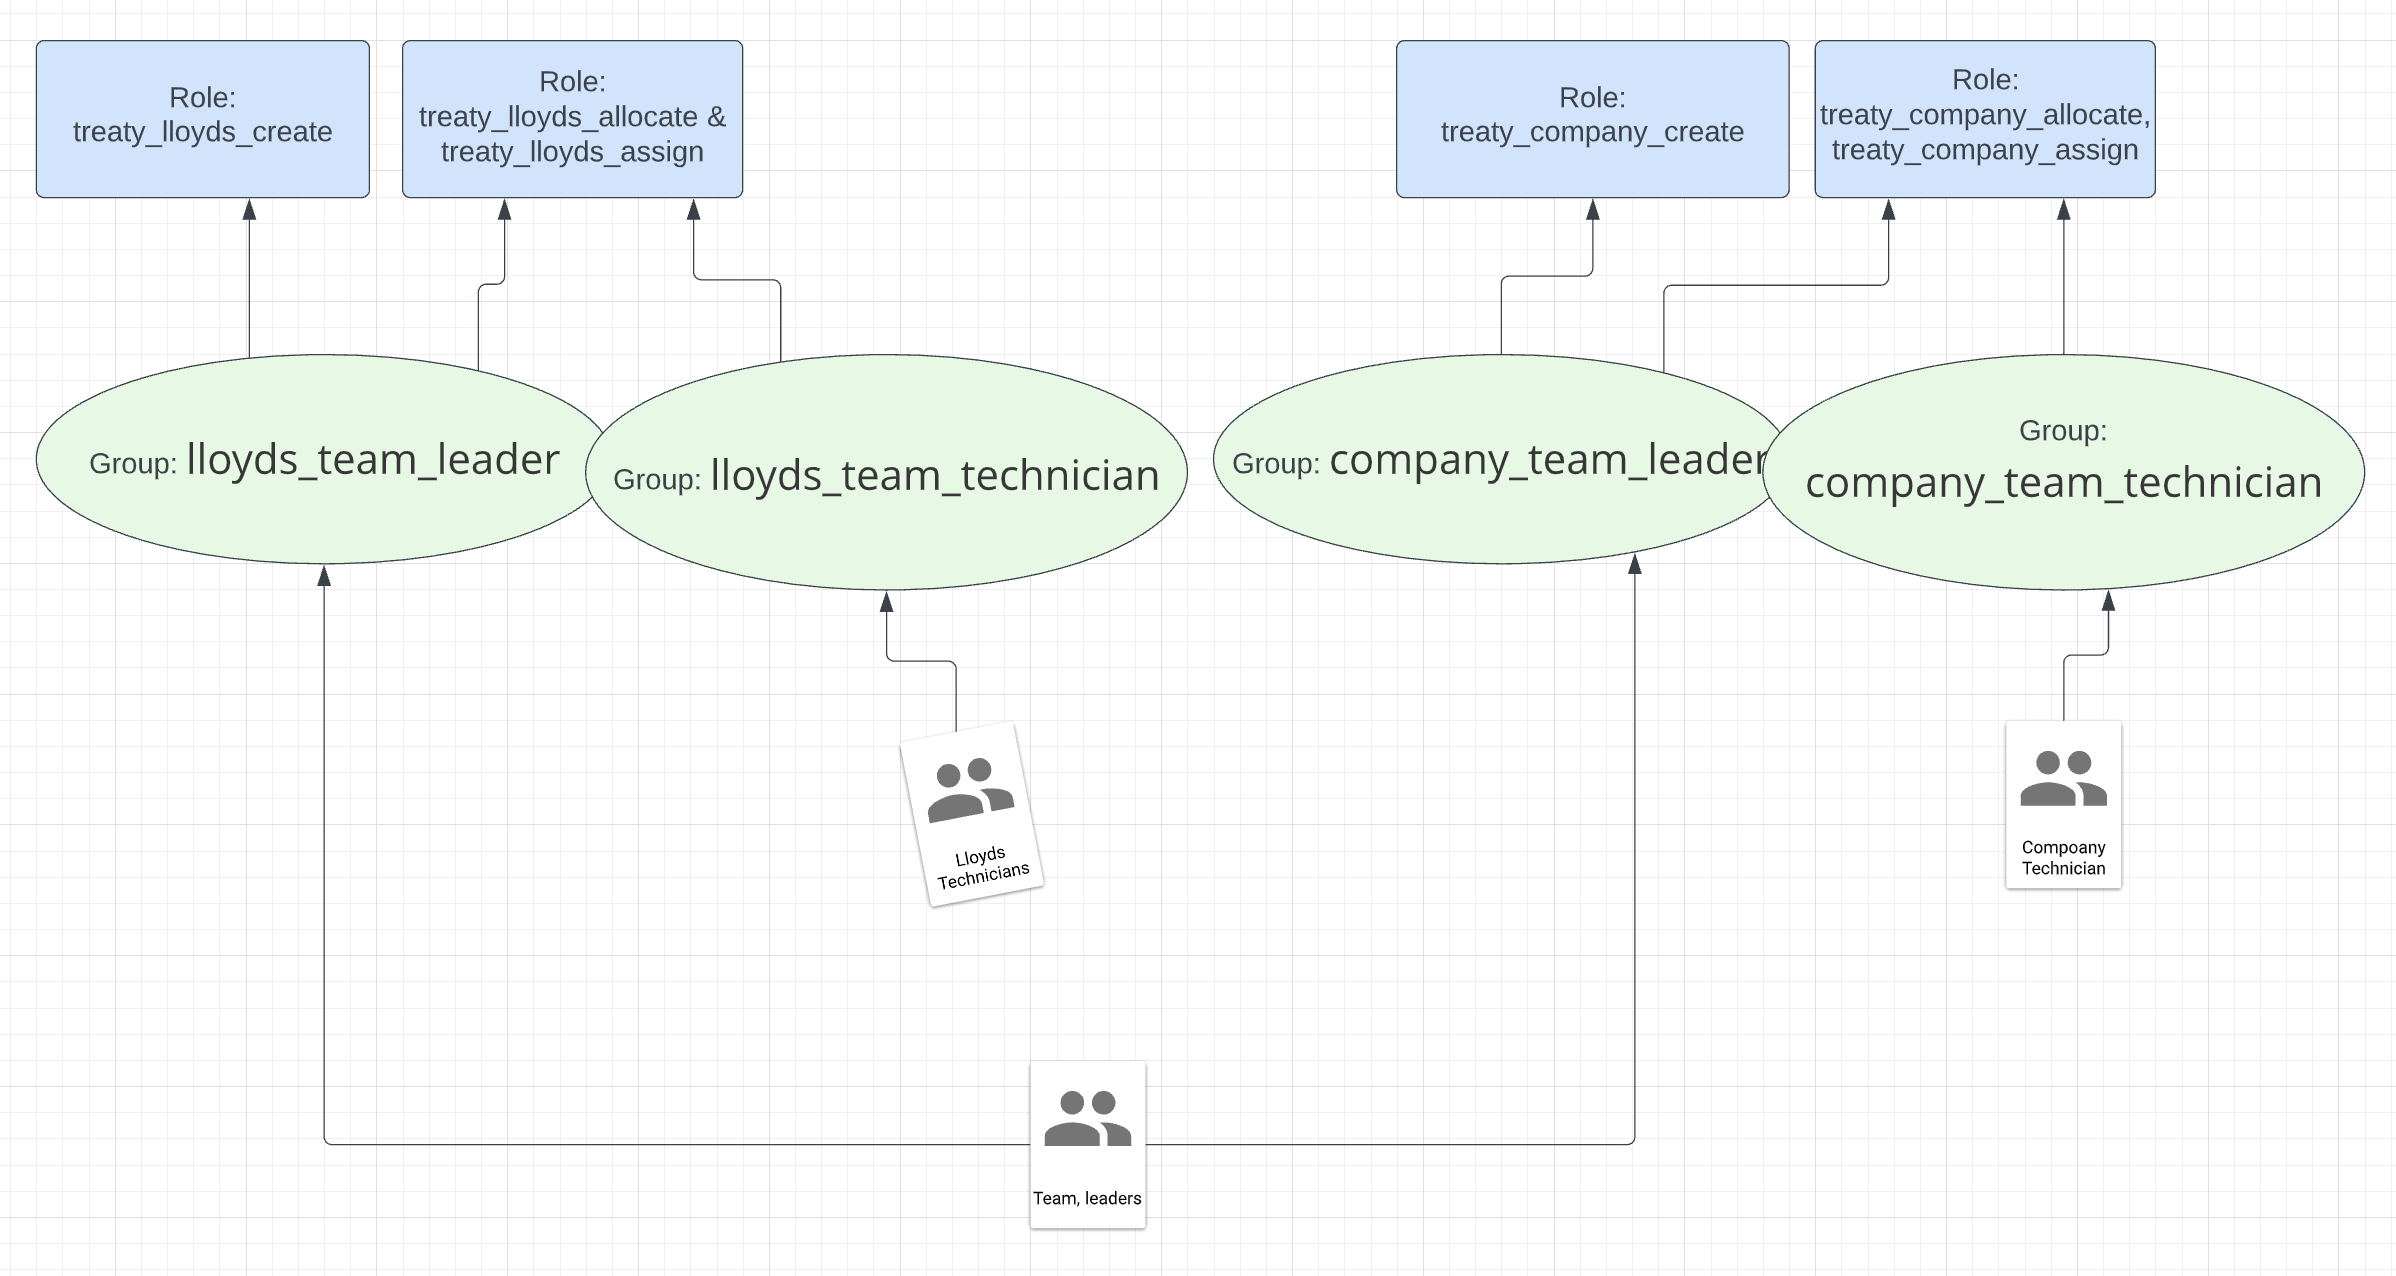 Role:
treaty_lloyds_create
Role:
treaty_lloyds_allocate &
treaty_lloyds_assign
Role:
treaty_company_create
Role:
treaty_company_allocate,
treaty_company_assign
Group: lloyds_team_leader
Group: lloyds_team_technician
Group: company_team_leader
Group:
company_team_technician
Lloyds
Technicians
Compoany
Technician
Team, leaders